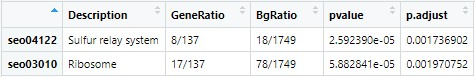 Description GeneRatio BgRatio pvalue p.adjust
seo04122 Sulfur relay system 8/137 18/1749 2.592390e-05 0.001736902
seo03010 Ribosome 17/137 78/1749 5.882841e-05 0.001970752